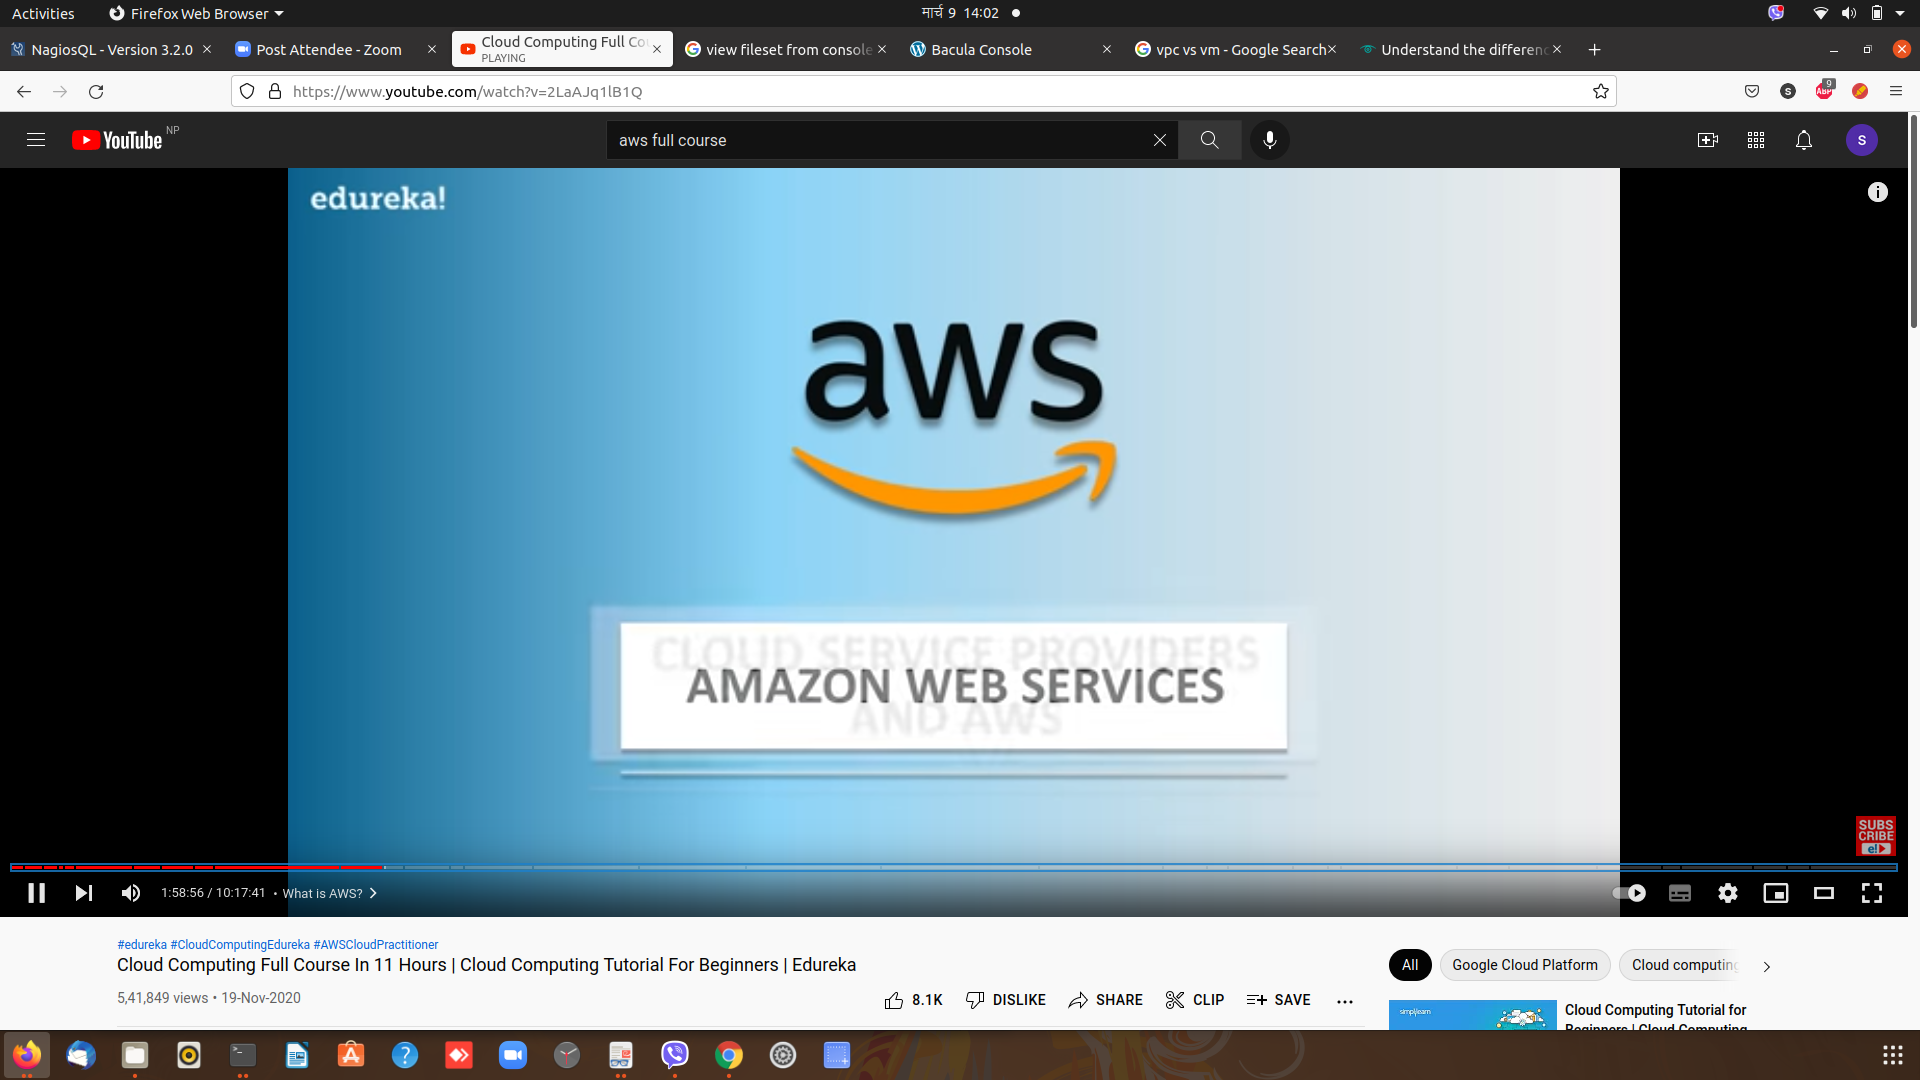 Activities
Firefox Web Browser
मार्च 9 14:02
NagiosQL - Version 3.2.0
Post Attendee - Zoom
Cloud Computing Full Co
PLAYING
view fileset from console
Bacula Console
vpc vs vm - Google Search
Understand the differenc
https://www.youtube.com/watch?v=2LaAJq1lB1Q
S
ABP
9
YouTube NP
aws full course
S
edureka!
aws
CLOUD SERVICE PROVIDERS
AMAZON WEB SERVICES
AND AWS
SUBS
CRIBE
e!
1:58:56 / 10:17:41 • What is AWS?
#edureka #CloudComputingEdureka #AWSCloudPractitioner
Cloud Computing Full Course In 11 Hours | Cloud Computing Tutorial For Beginners | Edureka
5,41,849 views • 19-Nov-2020
8.1K
DISLIKE
SHARE
CLIP
SAVE
All
Google Cloud Platform
Cloud computing
simplilearn
Cloud Computing Tutorial for
Beginners | Cloud Computing